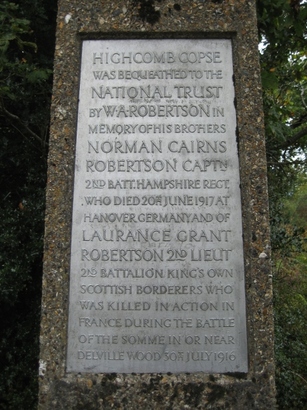 HIGHCOMB COPSE
WAS BEQUEATHED TO THE
NATIONAL TRUST
BY W.A. ROBERTSON IN
MEMORY OF HIS BROTHERS
NORMAN CAIRNS
ROBERTSON CAPTN
2ND BATT. HAMPSHIRE REGT.
WHO DIED 20TH JUNE 1917 AT
HANOVER GERMANY AND OF
LAURANCE GRANT
ROBERTSON 2ND LIEUT
2ND BATTALION KING'S OWN
SCOTTISH BORDERERS WHO
WAS KILLED IN ACTION IN
FRANCE DURING THE BATTLE
OF THE SOMME IN OR NEAR
DELVILLE WOOD 30TH JULY 1916